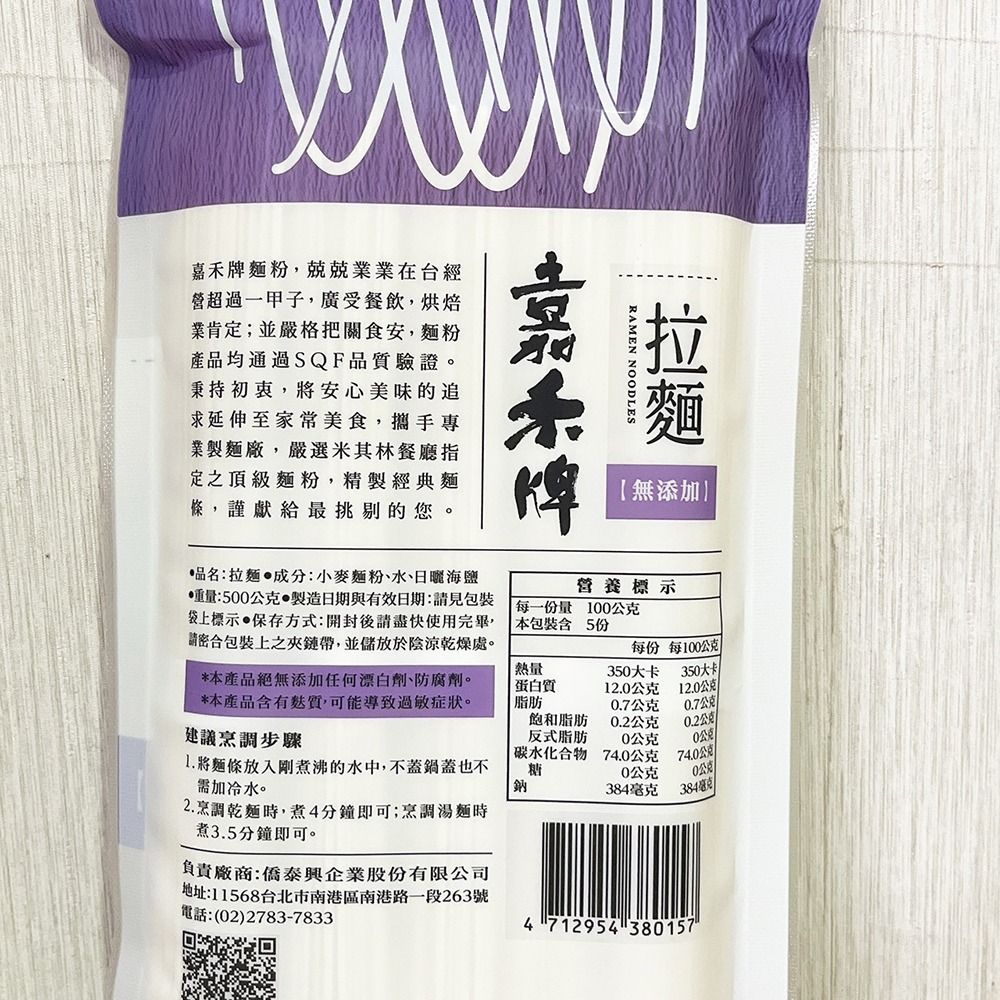 拉麵
RAMEN NOODLES
【無添加】
嘉禾牌
嘉禾牌麵粉，兢兢業業在台經
營超過一甲子，廣受餐飲，烘焙
業肯定；並嚴格把關食安，麵粉
產品均通過SQF品質驗證。
秉持初衷，將安心美味的追
求延伸至家常美食，攜手專
業製麵廠，嚴選米其林餐廳指
定之頂級麵粉，精製經典麵
條，謹獻給最挑剔的您。
●品名：拉麵●成分：小麥麵粉、水、日曬海鹽
●重量：500公克●製造日期與有效日期：請見包裝
袋上標示●保存方式：開封後請盡快使用完畢，
請密合包裝上之夾鏈帶，並儲放於陰涼乾燥處。
*本產品絕無添加任何漂白劑、防腐劑。
*本產品含有麩質，可能導致過敏症狀。
建議烹調步驟
1.將麵條放入剛煮沸的水中，不蓋鍋蓋也不
需加冷水。
2.烹調乾麵時，煮4分鐘即可；烹調湯麵時
煮3.5分鐘即可。
負責廠商：僑泰興企業股份有限公司
地址：11568台北市南港區南港路一段263號
電話：(02)2783-7833
營養標示
每一份量 100公克
本包裝含 5份
每份 每100公克
熱量 350大卡 350大卡
蛋白質 12.0公克 12.0公克
脂肪 0.7公克 0.7公克
飽和脂肪 0.2公克 0.2公克
反式脂肪 0公克 0公克
碳水化合物 74.0公克 74.0公克
糖 0公克 0公克
鈉 384毫克 384毫克
4 712954 380157